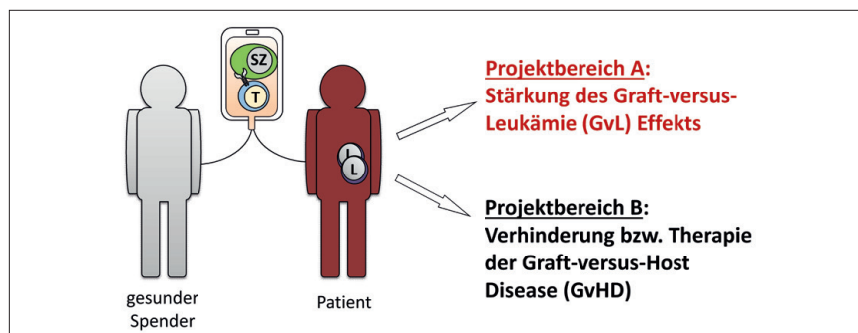 SZ
T
L
L
gesunder
Spender
Patient
Projektbereich A:
Stärkung des Graft-versus-
Leukämie (GvL) Effekts
Projektbereich B:
Verhinderung bzw. Therapie
der Graft-versus-Host
Disease (GvHD)